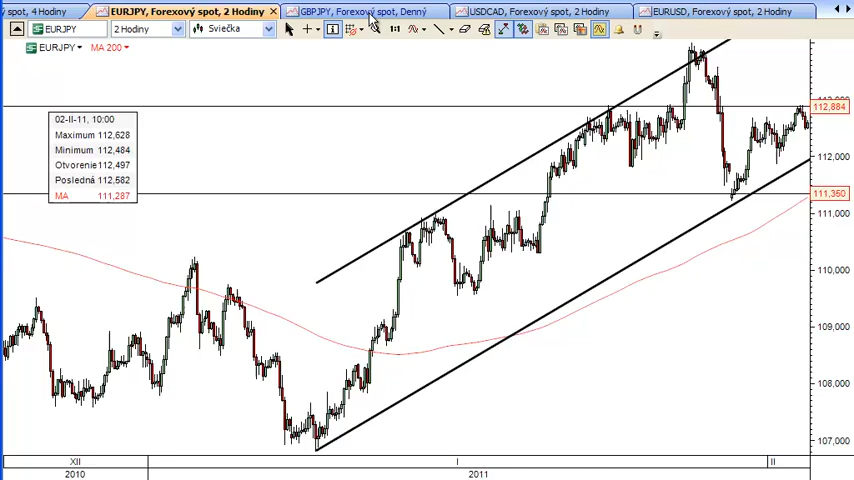 ý spot, 4 Hodiny
EURJPY, Forexový spot, 2 Hodiny
GBPJPY, Forexový spot, Denný
USDCAD, Forexový spot, 2 Hodiny
EURUSD, Forexový spot, 2 Hodiny
EURJPY
2 Hodiny
Sviečka
1:1
EURJPY
MA 200
02-II-11, 10:00
Maximum 112,628
Minimum 112,484
Otvorenie 112,497
Posledná 112,582
MA 111,287
112,884
112,000
111,350
111,000
110,000
109,000
108,000
107,000
XII
I
II
2010
2011